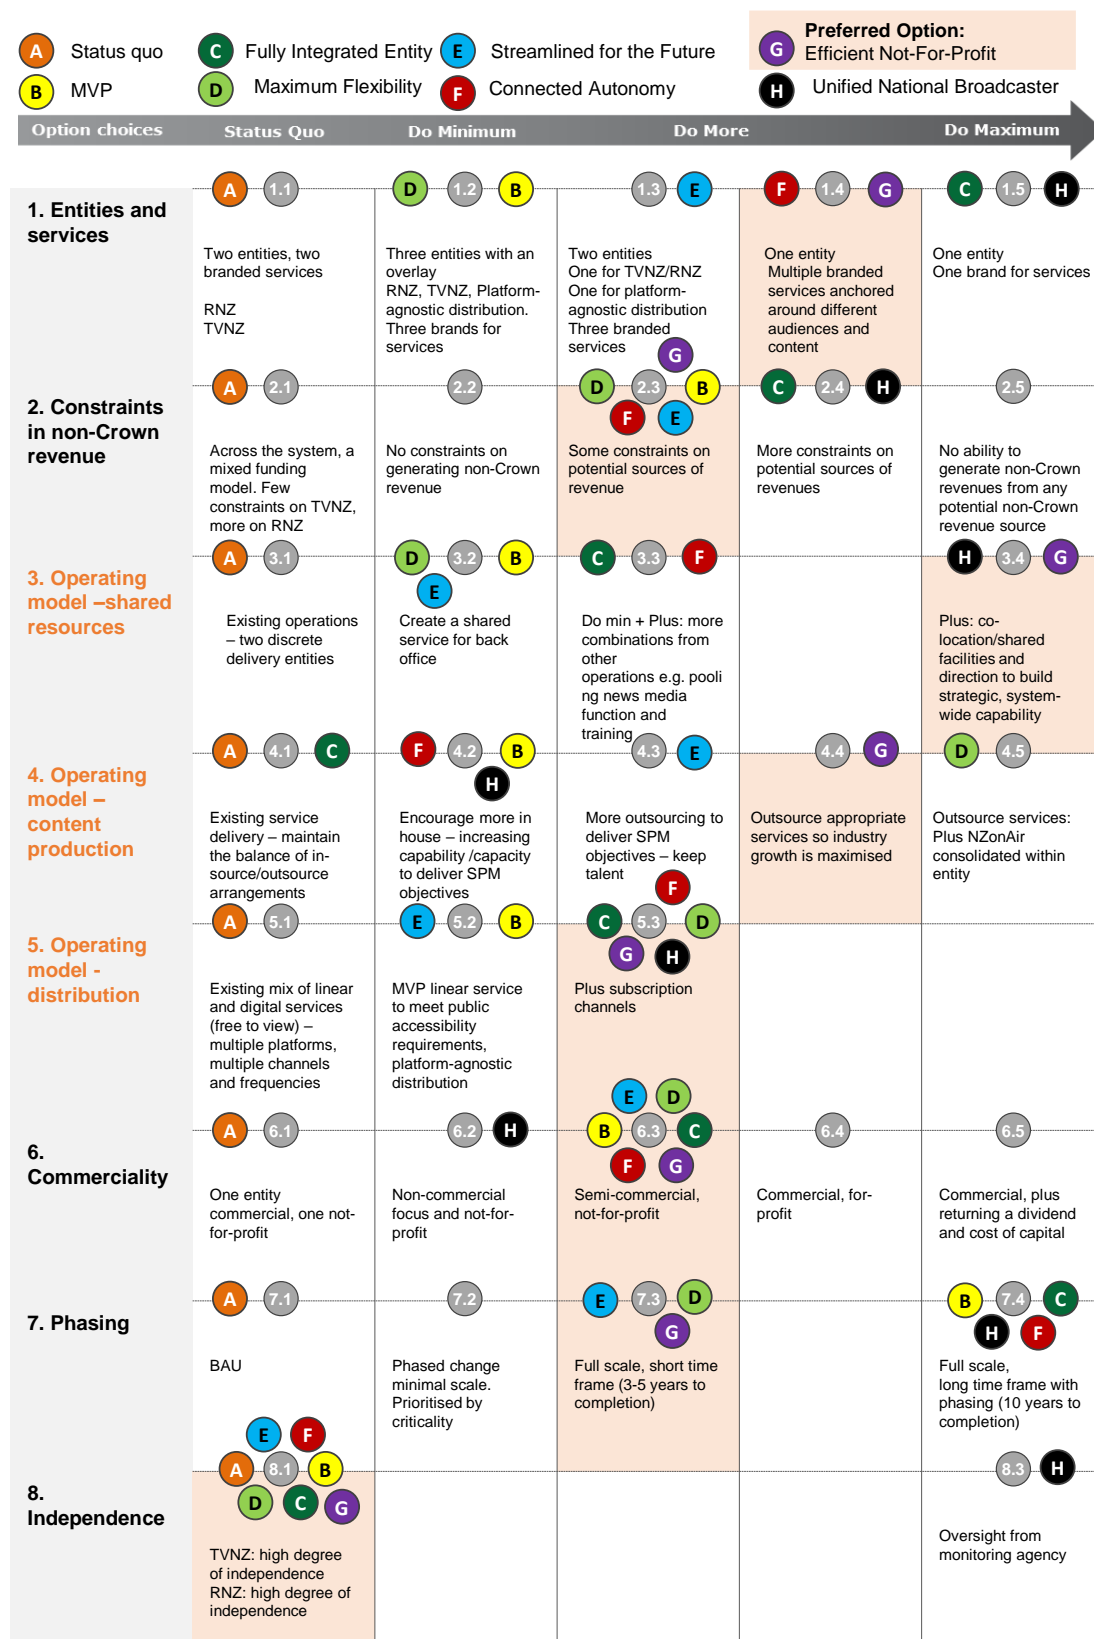 A Status quo
C Fully Integrated Entity
E Streamlined for the Future
G Preferred Option:
Efficient Not-For-Profit
B MVP
D Maximum Flexibility
F Connected Autonomy
H Unified National Broadcaster
Option choices Status Quo Do Minimum Do More Do Maximum
A 1.1 D 1.2 B 1.3 E F 1.4 G C 1.5 H
1. Entities and
services
Two entities, two
branded services
RNZ
TVNZ
Three entities with an
overlay
RNZ, TVNZ, Platform-
agnostic distribution.
Three brands for
services
Two entities
One for TVNZ/RNZ
One for platform-
agnostic distribution
Three branded
services
One entity
Multiple branded
services anchored
around different
audiences and
content
One entity
One brand for services
G
A 2.1 2.2 D 2.3 B C 2.4 H 2.5
F E
2. Constraints
in non-Crown
revenue
Across the system, a
mixed funding
model. Few
constraints on TVNZ,
more on RNZ
No constraints on
generating non-Crown
revenue
Some constraints on
potential sources of
revenue
More constraints on
potential sources of
revenues
No ability to
generate non-Crown
revenues from any
potential non-Crown
revenue source
A 3.1 D 3.2 B C 3.3 F H 3.4 G
E
3. Operating
model –shared
resources
Existing operations
– two discrete
delivery entities
Create a shared
service for back
office
Do min + Plus: more
combinations from
other
operations e.g. pooli
ng news media
function and
training
Plus: co-
location/shared
facilities and
direction to build
strategic, system-
wide capability
A 4.1 C F 4.2 B 4.3 E 4.4 G D 4.5
H
4. Operating
model –
content
production
Existing service
delivery – maintain
the balance of in-
source/outsource
arrangements
Encourage more in
house – increasing
capability /capacity
to deliver SPM
objectives
More outsourcing to
deliver SPM
objectives – keep
talent
Outsource appropriate
services so industry
growth is maximised
Outsource services:
Plus NZonAir
consolidated within
entity
F
A 5.1 E 5.2 B C 5.3 D
G H
5. Operating
model -
distribution
Existing mix of linear
and digital services
(free to view) –
multiple platforms,
multiple channels
and frequencies
MVP linear service
to meet public
accessibility
requirements,
platform-agnostic
distribution
Plus subscription
channels
E D
A 6.1 6.2 H B 6.3 C 6.4 6.5
F G
6.
Commerciality
One entity
commercial, one not-
for-profit
Non-commercial
focus and not-for-
profit
Semi-commercial,
not-for-profit
Commercial, for-
profit
Commercial, plus
returning a dividend
and cost of capital
A 7.1 7.2 E 7.3 D B 7.4 C
G H F
7. Phasing
BAU
Phased change
minimal scale.
Prioritised by
criticality
Full scale, short time
frame (3-5 years to
completion)
Full scale,
long time frame with
phasing (10 years to
completion)
E F
A 8.1 B 8.3 H
D C G
8.
Independence
TVNZ: high degree
of independence
RNZ: high degree of
independence
Oversight from
monitoring agency